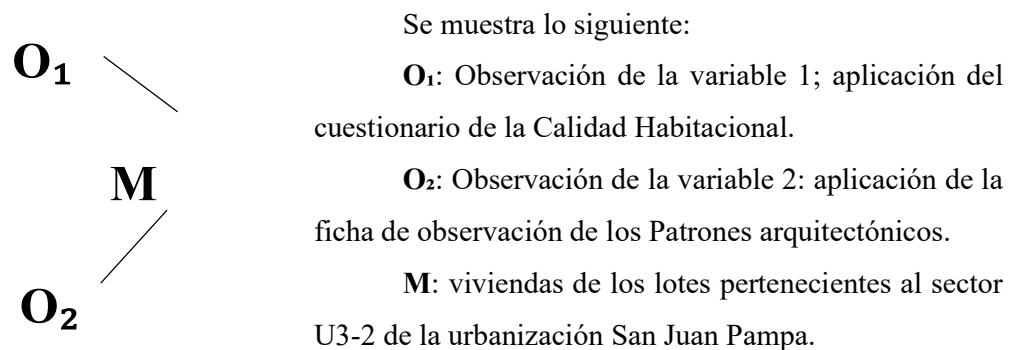 O₁
M
O₂
Se muestra lo siguiente:
O₁: Observación de la variable 1; aplicación del
cuestionario de la Calidad Habitacional.
O₂: Observación de la variable 2: aplicación de la
ficha de observación de los Patrones arquitectónicos.
M: viviendas de los lotes pertenecientes al sector
U3-2 de la urbanización San Juan Pampa.